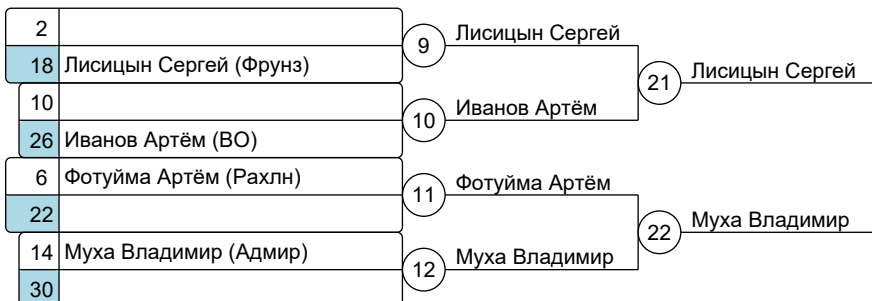 2
18 Лисицын Сергей (Фрунз)
9 Лисицын Сергей
21 Лисицын Сергей
10
26 Иванов Артём (ВО)
10 Иванов Артём
6 Фотуйма Артём (Рахлн)
22
11 Фотуйма Артём
22 Муха Владимир
14 Муха Владимир (Адмир)
30
12 Муха Владимир